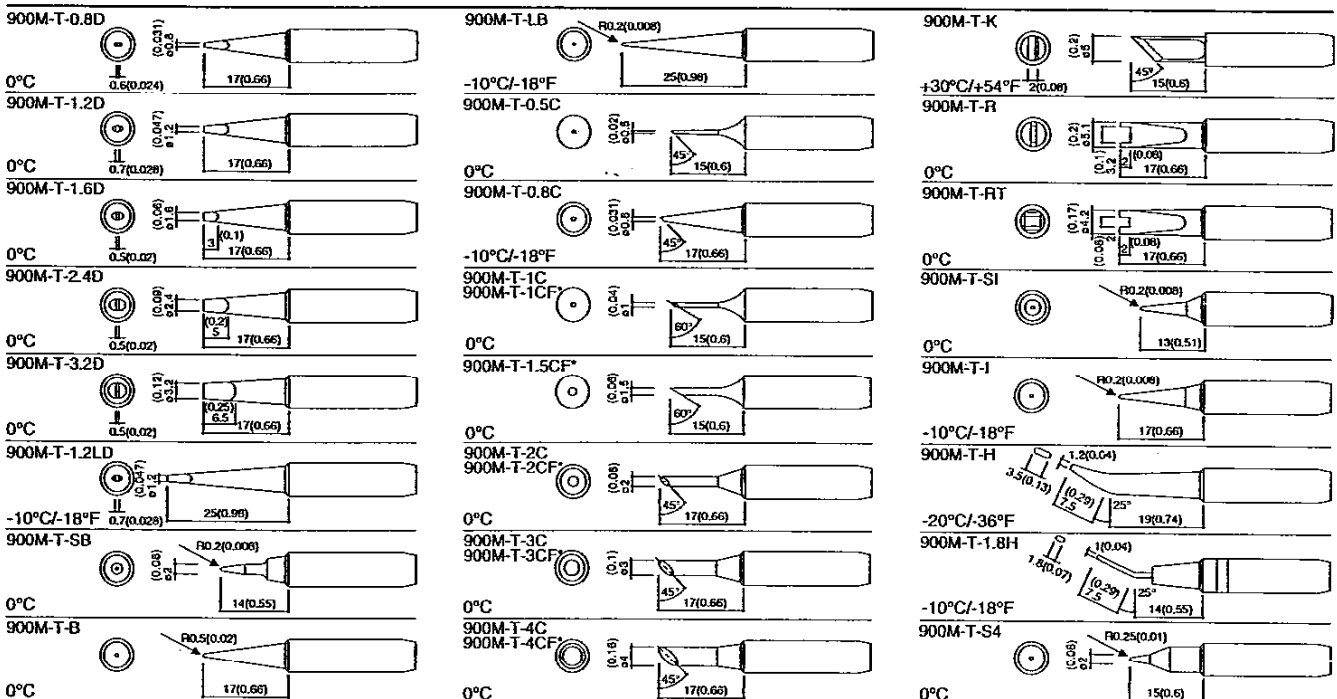 900M-T-0.8D
(0.031)
ø0.8
0.6(0.024)
17(0.66)
0°C
900M-T-1.2D
(0.047)
ø1.2
0.7(0.028)
17(0.66)
0°C
900M-T-1.6D
(0.06)
ø1.6
3
(0.1)
0.5(0.02)
17(0.66)
0°C
900M-T-2.4D
(0.09)
ø2.4
(0.2)
5
0.5(0.02)
17(0.66)
0°C
900M-T-3.2D
(0.12)
ø3.2
(0.25)
6.5
0.5(0.02)
17(0.66)
0°C
900M-T-1.2LD
(0.047)
ø1.2
0.7(0.028)
25(0.98)
-10°C/-18°F
900M-T-SB
R0.2(0.008)
(0.08)
ø2
14(0.55)
0°C
900M-T-B
R0.5(0.02)
17(0.66)
0°C
900M-T-LB
R0.2(0.008)
25(0.98)
-10°C/-18°F
900M-T-0.5C
(0.02)
ø0.5
45°
15(0.6)
0°C
900M-T-0.8C
(0.031)
ø0.8
45°
17(0.66)
-10°C/-18°F
900M-T-1C
900M-T-1CF*
(0.04)
ø1
60°
15(0.6)
0°C
900M-T-1.5CF*
(0.06)
ø1.5
60°
15(0.6)
0°C
900M-T-2C
900M-T-2CF*
(0.08)
ø2
45°
17(0.66)
0°C
900M-T-3C
900M-T-3CF*
(0.1)
ø3
45°
17(0.66)
0°C
900M-T-4C
900M-T-4CF*
(0.16)
ø4
45°
17(0.66)
0°C
900M-T-K
(0.2)
ø5
45°
+30°C/+54°F
2(0.08)
15(0.6)
900M-T-R
(0.2)
ø5.1
(0.1)
3.2
2
(0.08)
17(0.66)
0°C
900M-T-RT
(0.17)
ø4.2
(0.08)
2
2
(0.08)
17(0.66)
0°C
900M-T-SI
R0.2(0.008)
13(0.51)
0°C
900M-T-I
R0.2(0.008)
17(0.66)
-10°C/-18°F
900M-T-H
1.2(0.04)
3.5(0.13)
(0.29)
7.5
25°
19(0.74)
-20°C/-36°F
900M-T-1.8H
1(0.04)
1.8(0.07)
(0.29)
7.5
25°
14(0.55)
-10°C/-18°F
900M-T-S4
R0.25(0.01)
(0.08)
ø2
15(0.6)
0°C